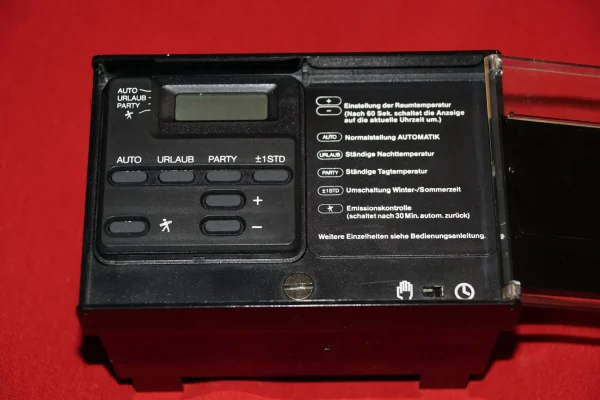 AUTO
URLAUB
PARTY
AUTO URLAUB PARTY ±1STD
+
−
+ Einstellung der Raumtemperatur
− (Nach 60 Sek. schaltet die Anzeige
auf die aktuelle Uhrzeit um.)
AUTO Normalstellung AUTOMATIK
URLAUB Ständige Nachttemperatur
PARTY Ständige Tagtemperatur
±1STD Umschaltung Winter-/Sommerzeit
Emissionskontrolle
(schaltet nach 30 Min. autom. zurück)
Weitere Einzelheiten siehe Bedienungsanleitung.